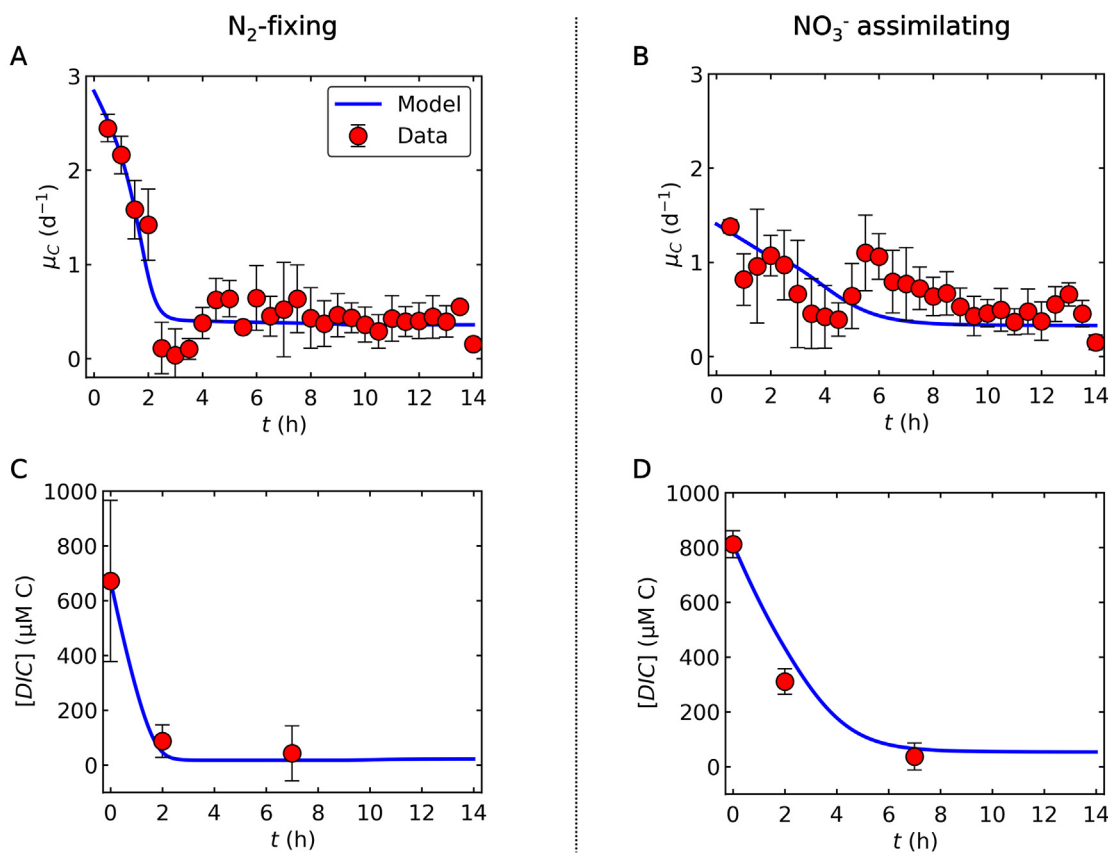 N₂-fixing
NO₃⁻ assimilating
A
B
3
2
1
0
μ_C (d⁻¹)
Model
Data
0 2 4 6 8 10 12 14
t (h)
3
2
1
0
μ_C (d⁻¹)
0 2 4 6 8 10 12 14
t (h)
C
D
1000
800
600
400
200
0
[DIC] (μM C)
0 2 4 6 8 10 12 14
t (h)
1000
800
600
400
200
0
[DIC] (μM C)
0 2 4 6 8 10 12 14
t (h)